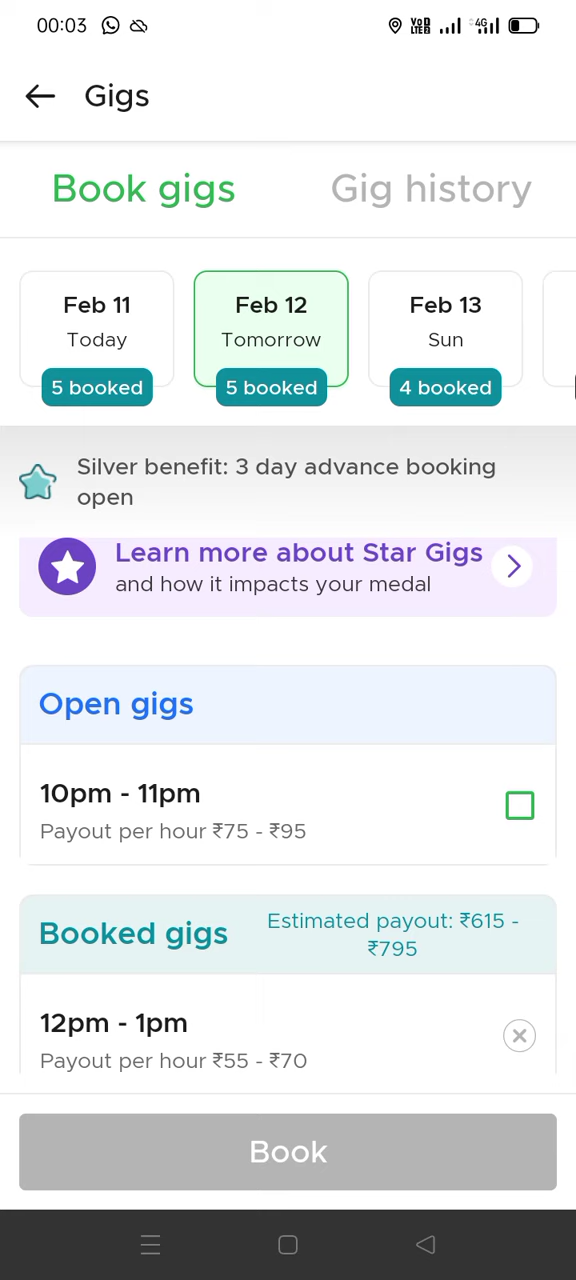 00:03
VoD
LTE2
4G
Gigs
Book gigs
Gig history
Feb 11
Today
5 booked
Feb 12
Tomorrow
5 booked
Feb 13
Sun
4 booked
Silver benefit: 3 day advance booking
open
Learn more about Star Gigs
and how it impacts your medal
Open gigs
10pm - 11pm
Payout per hour ₹75 - ₹95
Booked gigs
Estimated payout: ₹615 -
₹795
12pm - 1pm
Payout per hour ₹55 - ₹70
Book